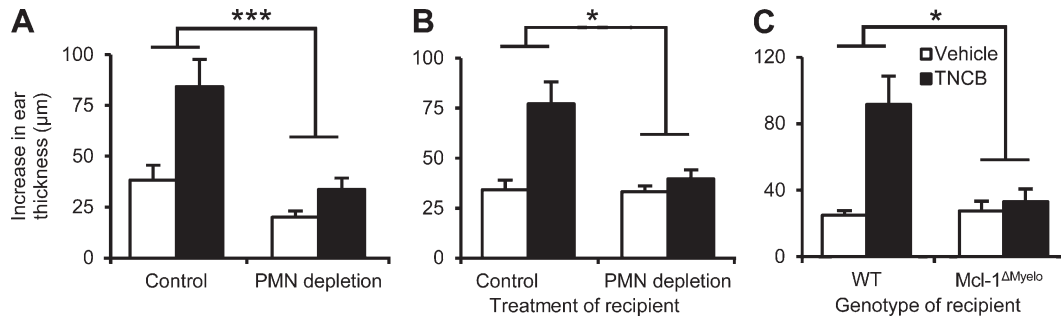 A
***
B
*
C
*
Increase in ear
thickness (µm)
100
75
50
25
0
Control
PMN depletion
100
75
50
25
0
Control
PMN depletion
Treatment of recipient
120
80
40
0
Vehicle
TNCB
WT
Mcl-1ΔMyelo
Genotype of recipient